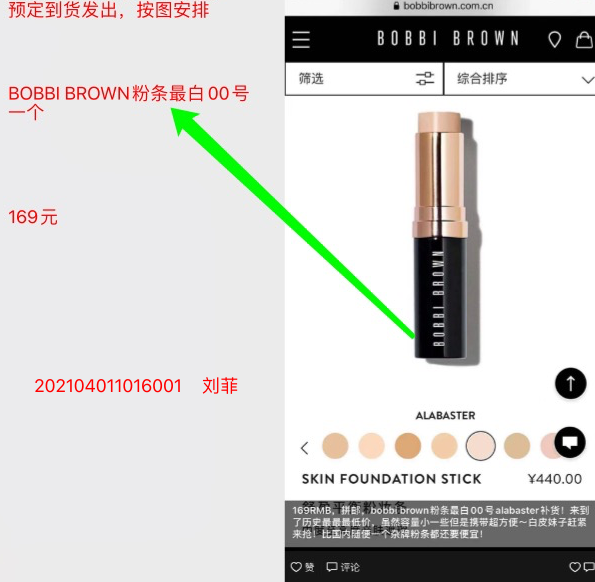 预定到货发出，按图安排
BOBBI BROWN粉条最白00号
一个
169元
202104011016001 刘菲
bobbibrown.com.cn
BOBBI BROWN
筛选
综合排序
BOBBI BROWN
ALABASTER
SKIN FOUNDATION STICK
¥440.00
169RMB，拼邮，bobbi brown粉条最白00号alabaster补货！来到
了历史最最最低价，虽然容量小一些但是携带超方便～白皮妹子赶紧
来抢！比国内随便一个杂牌粉条都还要便宜！
赞
评论